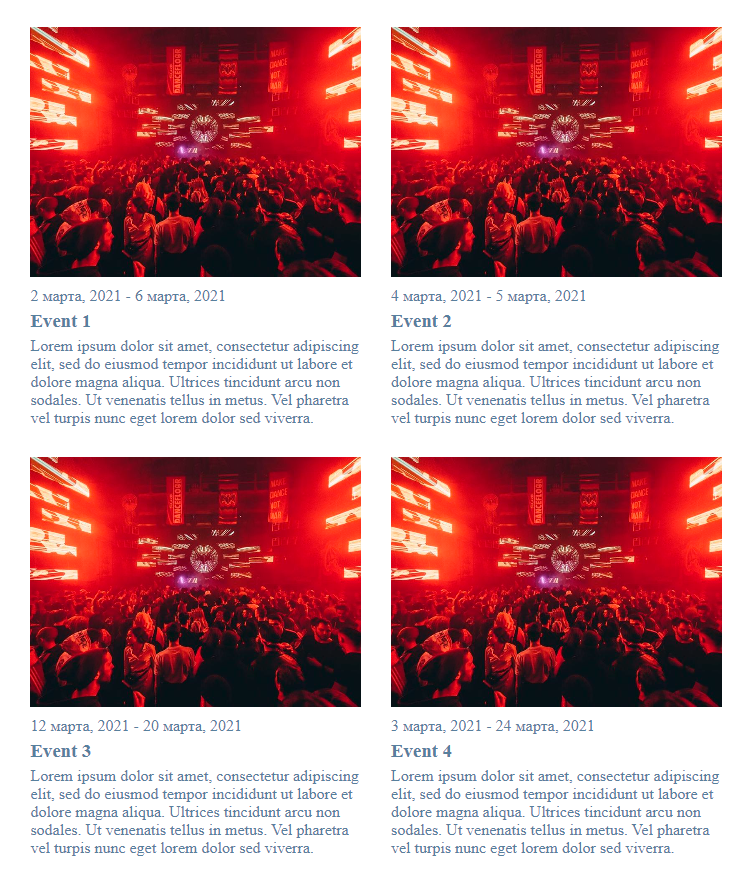 2 марта, 2021 - 6 марта, 2021
Event 1
Lorem ipsum dolor sit amet, consectetur adipiscing
elit, sed do eiusmod tempor incididunt ut labore et
dolore magna aliqua. Ultrices tincidunt arcu non
sodales. Ut venenatis tellus in metus. Vel pharetra
vel turpis nunc eget lorem dolor sed viverra.
4 марта, 2021 - 5 марта, 2021
Event 2
Lorem ipsum dolor sit amet, consectetur adipiscing
elit, sed do eiusmod tempor incididunt ut labore et
dolore magna aliqua. Ultrices tincidunt arcu non
sodales. Ut venenatis tellus in metus. Vel pharetra
vel turpis nunc eget lorem dolor sed viverra.
DANCEFLOOR
MAKE
DANCE
NOT
WAR
12 марта, 2021 - 20 марта, 2021
Event 3
Lorem ipsum dolor sit amet, consectetur adipiscing
elit, sed do eiusmod tempor incididunt ut labore et
dolore magna aliqua. Ultrices tincidunt arcu non
sodales. Ut venenatis tellus in metus. Vel pharetra
vel turpis nunc eget lorem dolor sed viverra.
3 марта, 2021 - 24 марта, 2021
Event 4
Lorem ipsum dolor sit amet, consectetur adipiscing
elit, sed do eiusmod tempor incididunt ut labore et
dolore magna aliqua. Ultrices tincidunt arcu non
sodales. Ut venenatis tellus in metus. Vel pharetra
vel turpis nunc eget lorem dolor sed viverra.